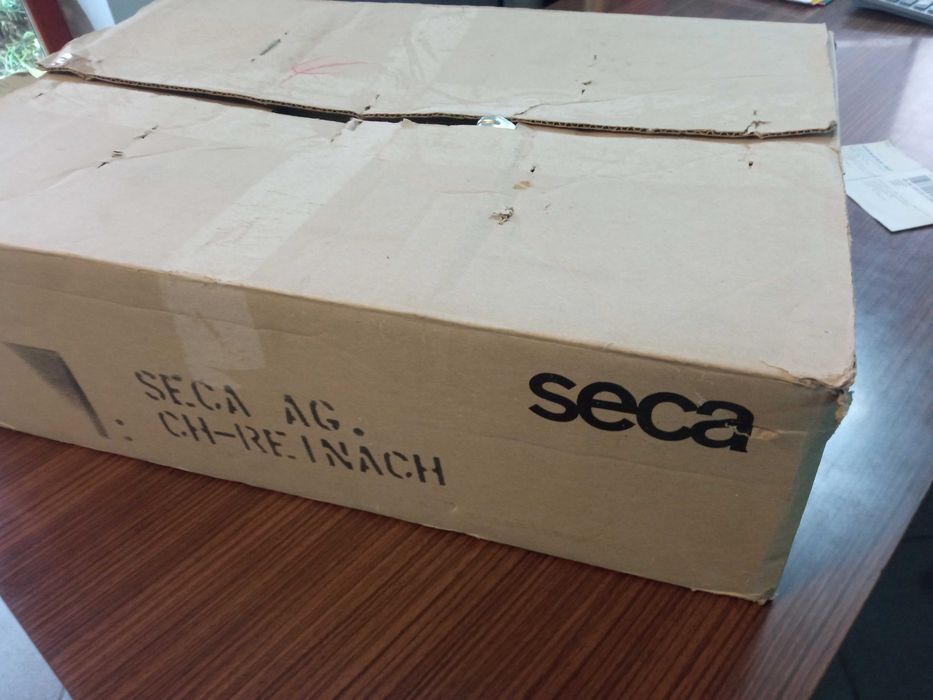 SECA AG.
CH-REINACH
seca